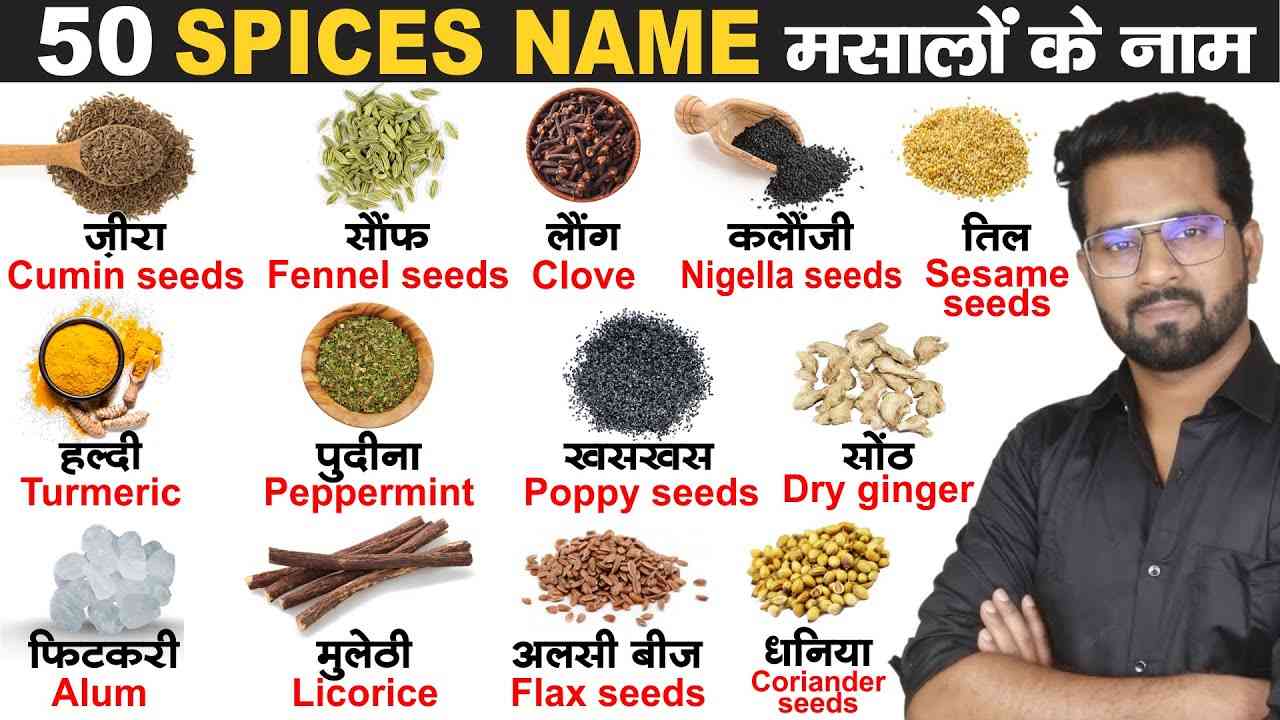 50 SPICES NAME मसालों के नाम
ज़ीरा
Cumin seeds
सौंफ
Fennel seeds
लौंग
Clove
कलौंजी
Nigella seeds
तिल
Sesame
seeds
हल्दी
Turmeric
पुदीना
Peppermint
खसखस
Poppy seeds
सोंठ
Dry ginger
फिटकरी
Alum
मुलेठी
Licorice
अलसी बीज
Flax seeds
धनिया
Coriander
seeds